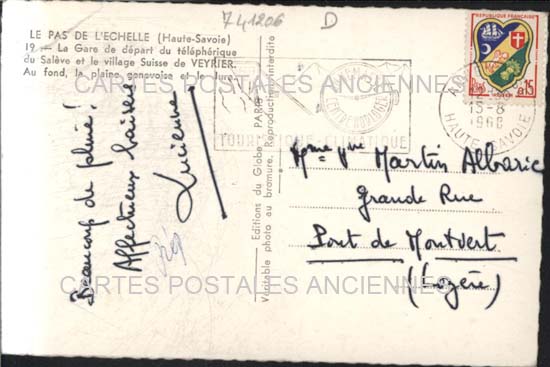 741206 D
LE PAS DE L'ECHELLE (Haute-Savoie)
19. — La Gare de départ du téléphérique
du Salève et le village Suisse de VEYRIER.
Au fond, la plaine genevoise et le Jura.
Beaucoup de pluie!
Affectueux baisers
Lucienne
Editions du Globe - PARIS
Véritable photo au bromure, Reproduction interdite
TOURISTIQUE-CLIMATIQUE
REPUBLIQUE FRANÇAISE
0,15
15-8
1968
HAUTE-SAVOIE
Mme Vve Martin Albaric
Grande Rue
Pont de Montvert
(Lozère)
CARTES POSTALES ANCIENNES
CARTES POSTALES ANCIENNES